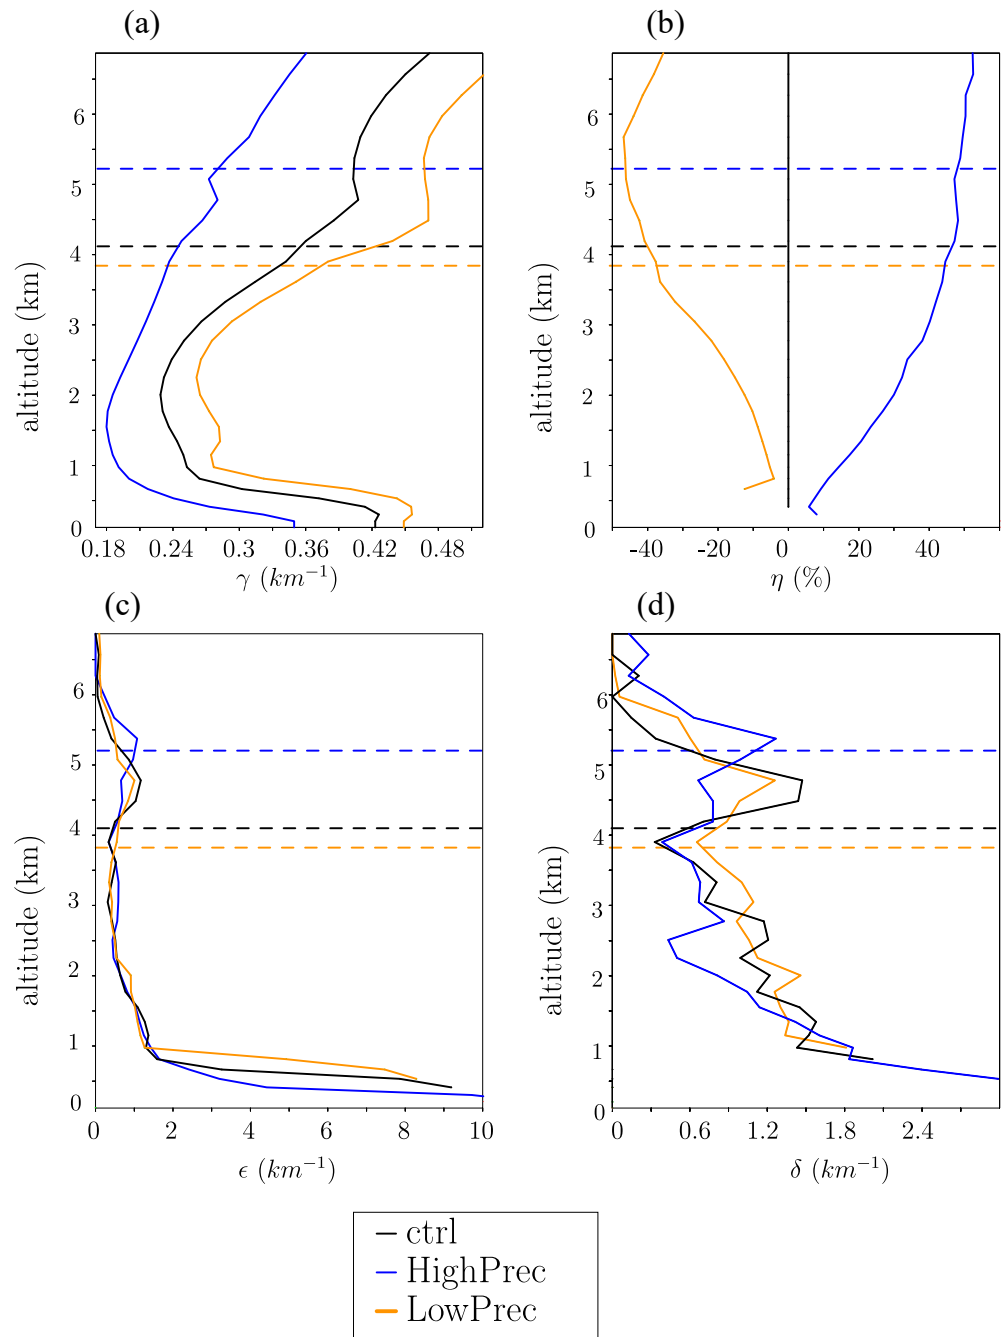 (a)
(b)
altitude (km)
6
5
4
3
2
1
0
0.18 0.24 0.3 0.36 0.42 0.48
γ (km⁻¹)
altitude (km)
6
5
4
3
2
1
0
-40 -20 0 20 40
η (%)
(c)
(d)
altitude (km)
6
5
4
3
2
1
0
0 2 4 6 8 10
ϵ (km⁻¹)
altitude (km)
6
5
4
3
2
1
0
0 0.6 1.2 1.8 2.4
δ (km⁻¹)
ctrl
HighPrec
LowPrec